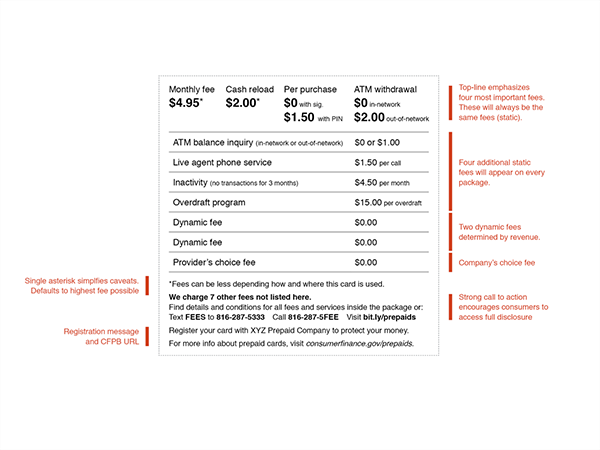 Monthly fee Cash reload Per purchase ATM withdrawal
$4.95* $2.00* $0 with sig. $0 in-network
$1.50 with PIN $2.00 out-of-network
ATM balance inquiry (in-network or out-of-network) $0 or $1.00
Live agent phone service $1.50 per call
Inactivity (no transactions for 3 months) $4.50 per month
Overdraft program $15.00 per overdraft
Dynamic fee $0.00
Dynamic fee $0.00
Provider's choice fee $0.00
*Fees can be less depending how and where this card is used.
We charge 7 other fees not listed here.
Find details and conditions for all fees and services inside the package or:
Text FEES to 816-287-5333 Call 816-287-5FEE Visit bit.ly/prepaids
Register your card with XYZ Prepaid Company to protect your money.
For more info about prepaid cards, visit consumerfinance.gov/prepaids.
Top-line emphasizes
four most important fees.
These will always be the
same fees (static).
Four additional static
fees will appear on every
package.
Two dynamic fees
determined by revenue.
Company's choice fee
Strong call to action
encourages consumers to
access full disclosure
Single asterisk simplfies caveats.
Defaults to highest fee possible
Registration message
and CFPB URL